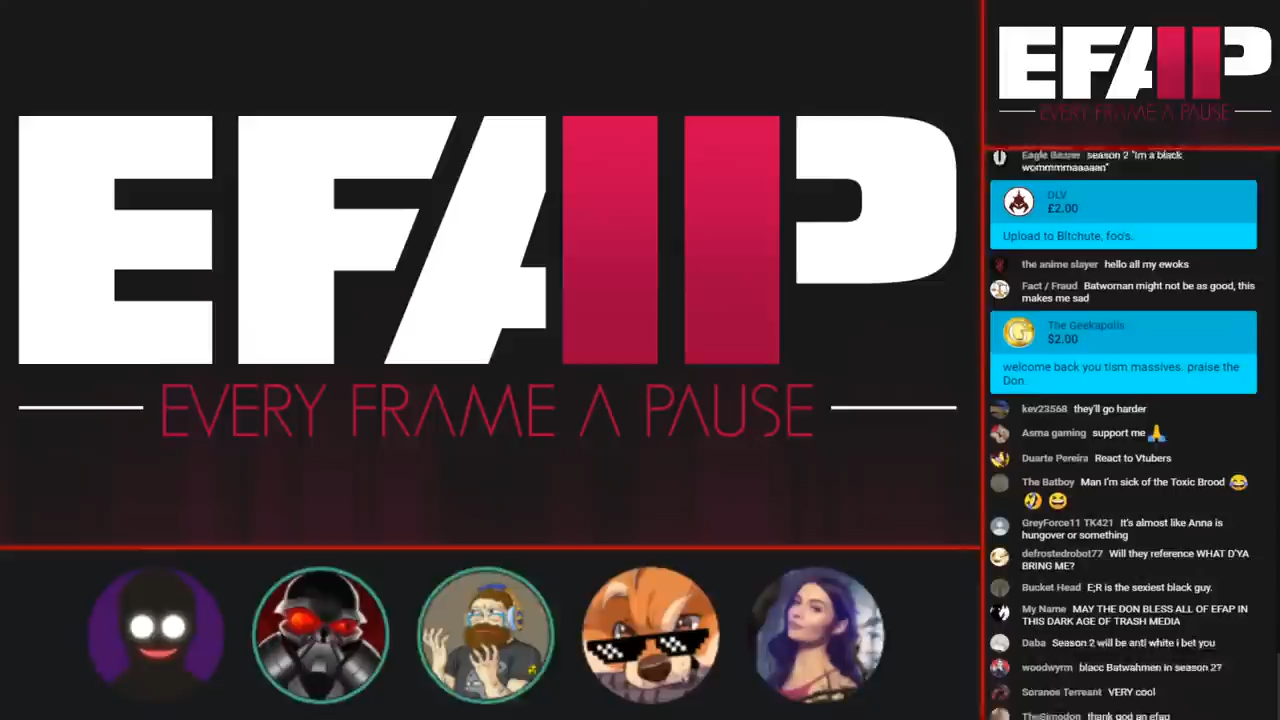 EFAP
EVERY FRAME A PAUSE
EFAP
EVERY FRAME A PAUSE
Eagle Beaner season 2 "Im a black
wommmmaaaaan"
DLV
£2.00
Upload to Bitchute, foo's.
the anime slayer hello all my ewoks
Fact / Fraud Batwoman might not be as good, this
makes me sad
The Geekapolis
$2.00
welcome back you tism massives. praise the
Don.
kev23568 they'll go harder
Asma gaming support me 🙏
Duarte Pereira React to Vtubers
The Batboy Man I'm sick of the Toxic Brood 😂
🤣 😆
GreyForce11 TK421 It's almost like Anna is
hungover or something
defrostedrobot77 Will they reference WHAT D'YA
BRING ME?
Bucket Head E;R is the sexiest black guy.
My Name MAY THE DON BLESS ALL OF EFAP IN
THIS DARK AGE OF TRASH MEDIA
Daba Season 2 will be anti white i bet you
woodwyrm blacc Batwahmen in season 2?
Soranos Terreant VERY cool
TheSimodon thank god an efap